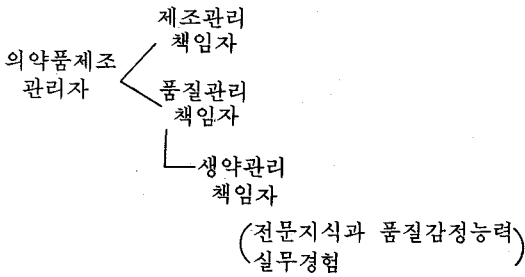 제조관리
책임자
의약품제조
관리자
품질관리
책임자
생약관리
책임자
(전문지식과 품질감정능력)
실무경험